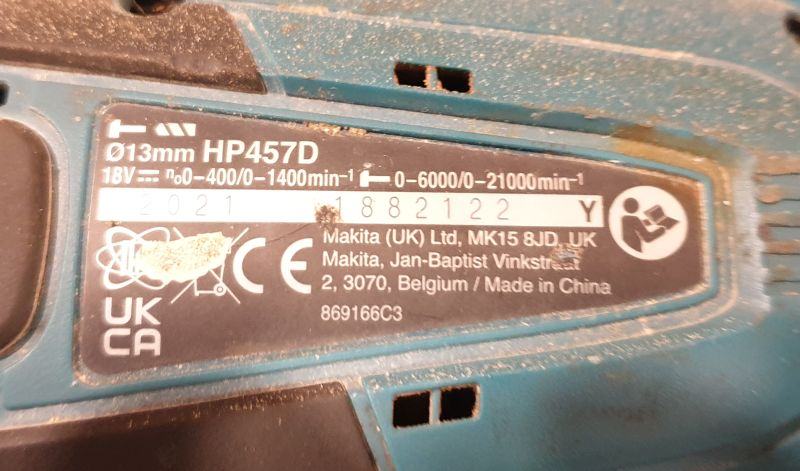 Ø13mm HP457D
18V⎓ n₀0-400/0-1400min⁻¹ 0-6000/0-21000min⁻¹
2021 1882122 Y
Makita (UK) Ltd, MK15 8JD, UK
Makita, Jan-Baptist Vinkstraat
2, 3070, Belgium / Made in China
869166C3
CE
UK
CA